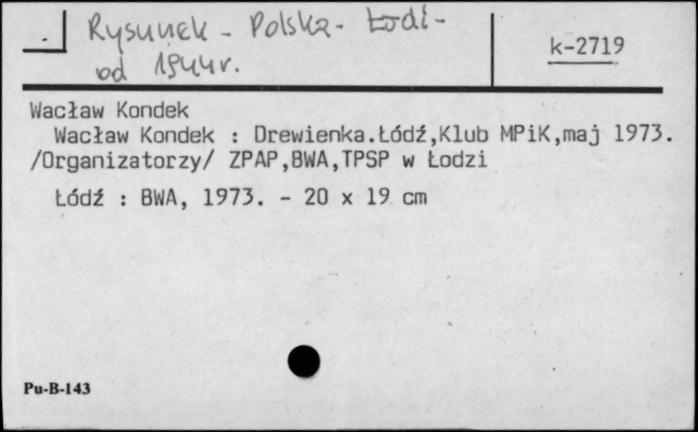 Rysunek - Polska - Łódź -
od 1944r.
k-2719
Wacław Kondek
Wacław Kondek : Drewienka.Łódź,Klub MPiK,maj 1973.
/Organizatorzy/ ZPAP,BWA,TPSP w Łodzi
Łódź : BWA, 1973. - 20 x 19 cm
Pu-B-143